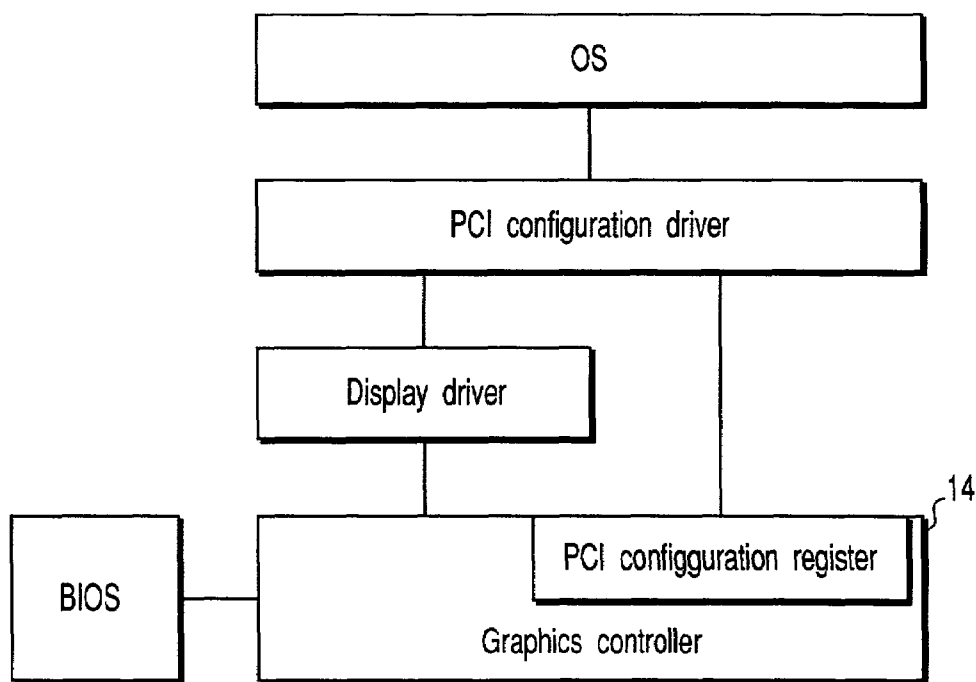 OS
PCI configuration driver
Display driver
14
PCI configguration register
BIOS
Graphics controller